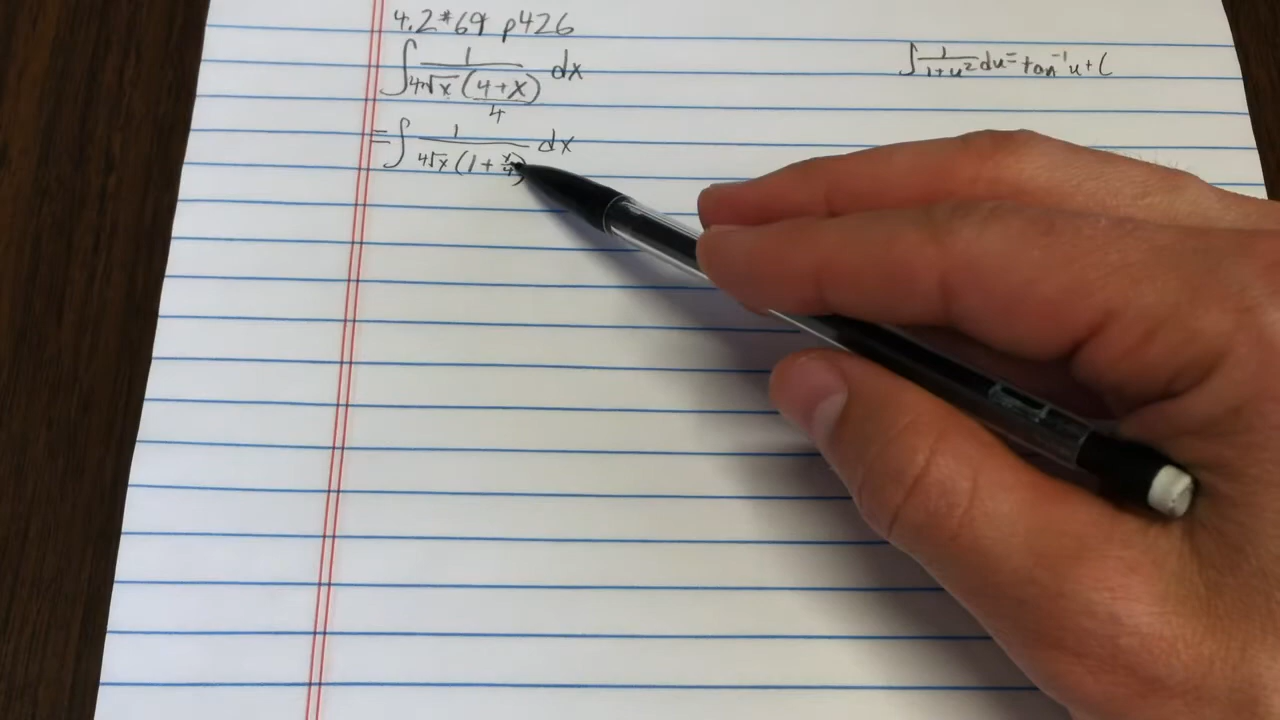 4.2 #69 p426
∫ 1/(4√x (4+x)/4) dx
∫ 1/(1+u²) du = tan⁻¹ u + C
= ∫ 1/(4√x (1 + x/4)) dx